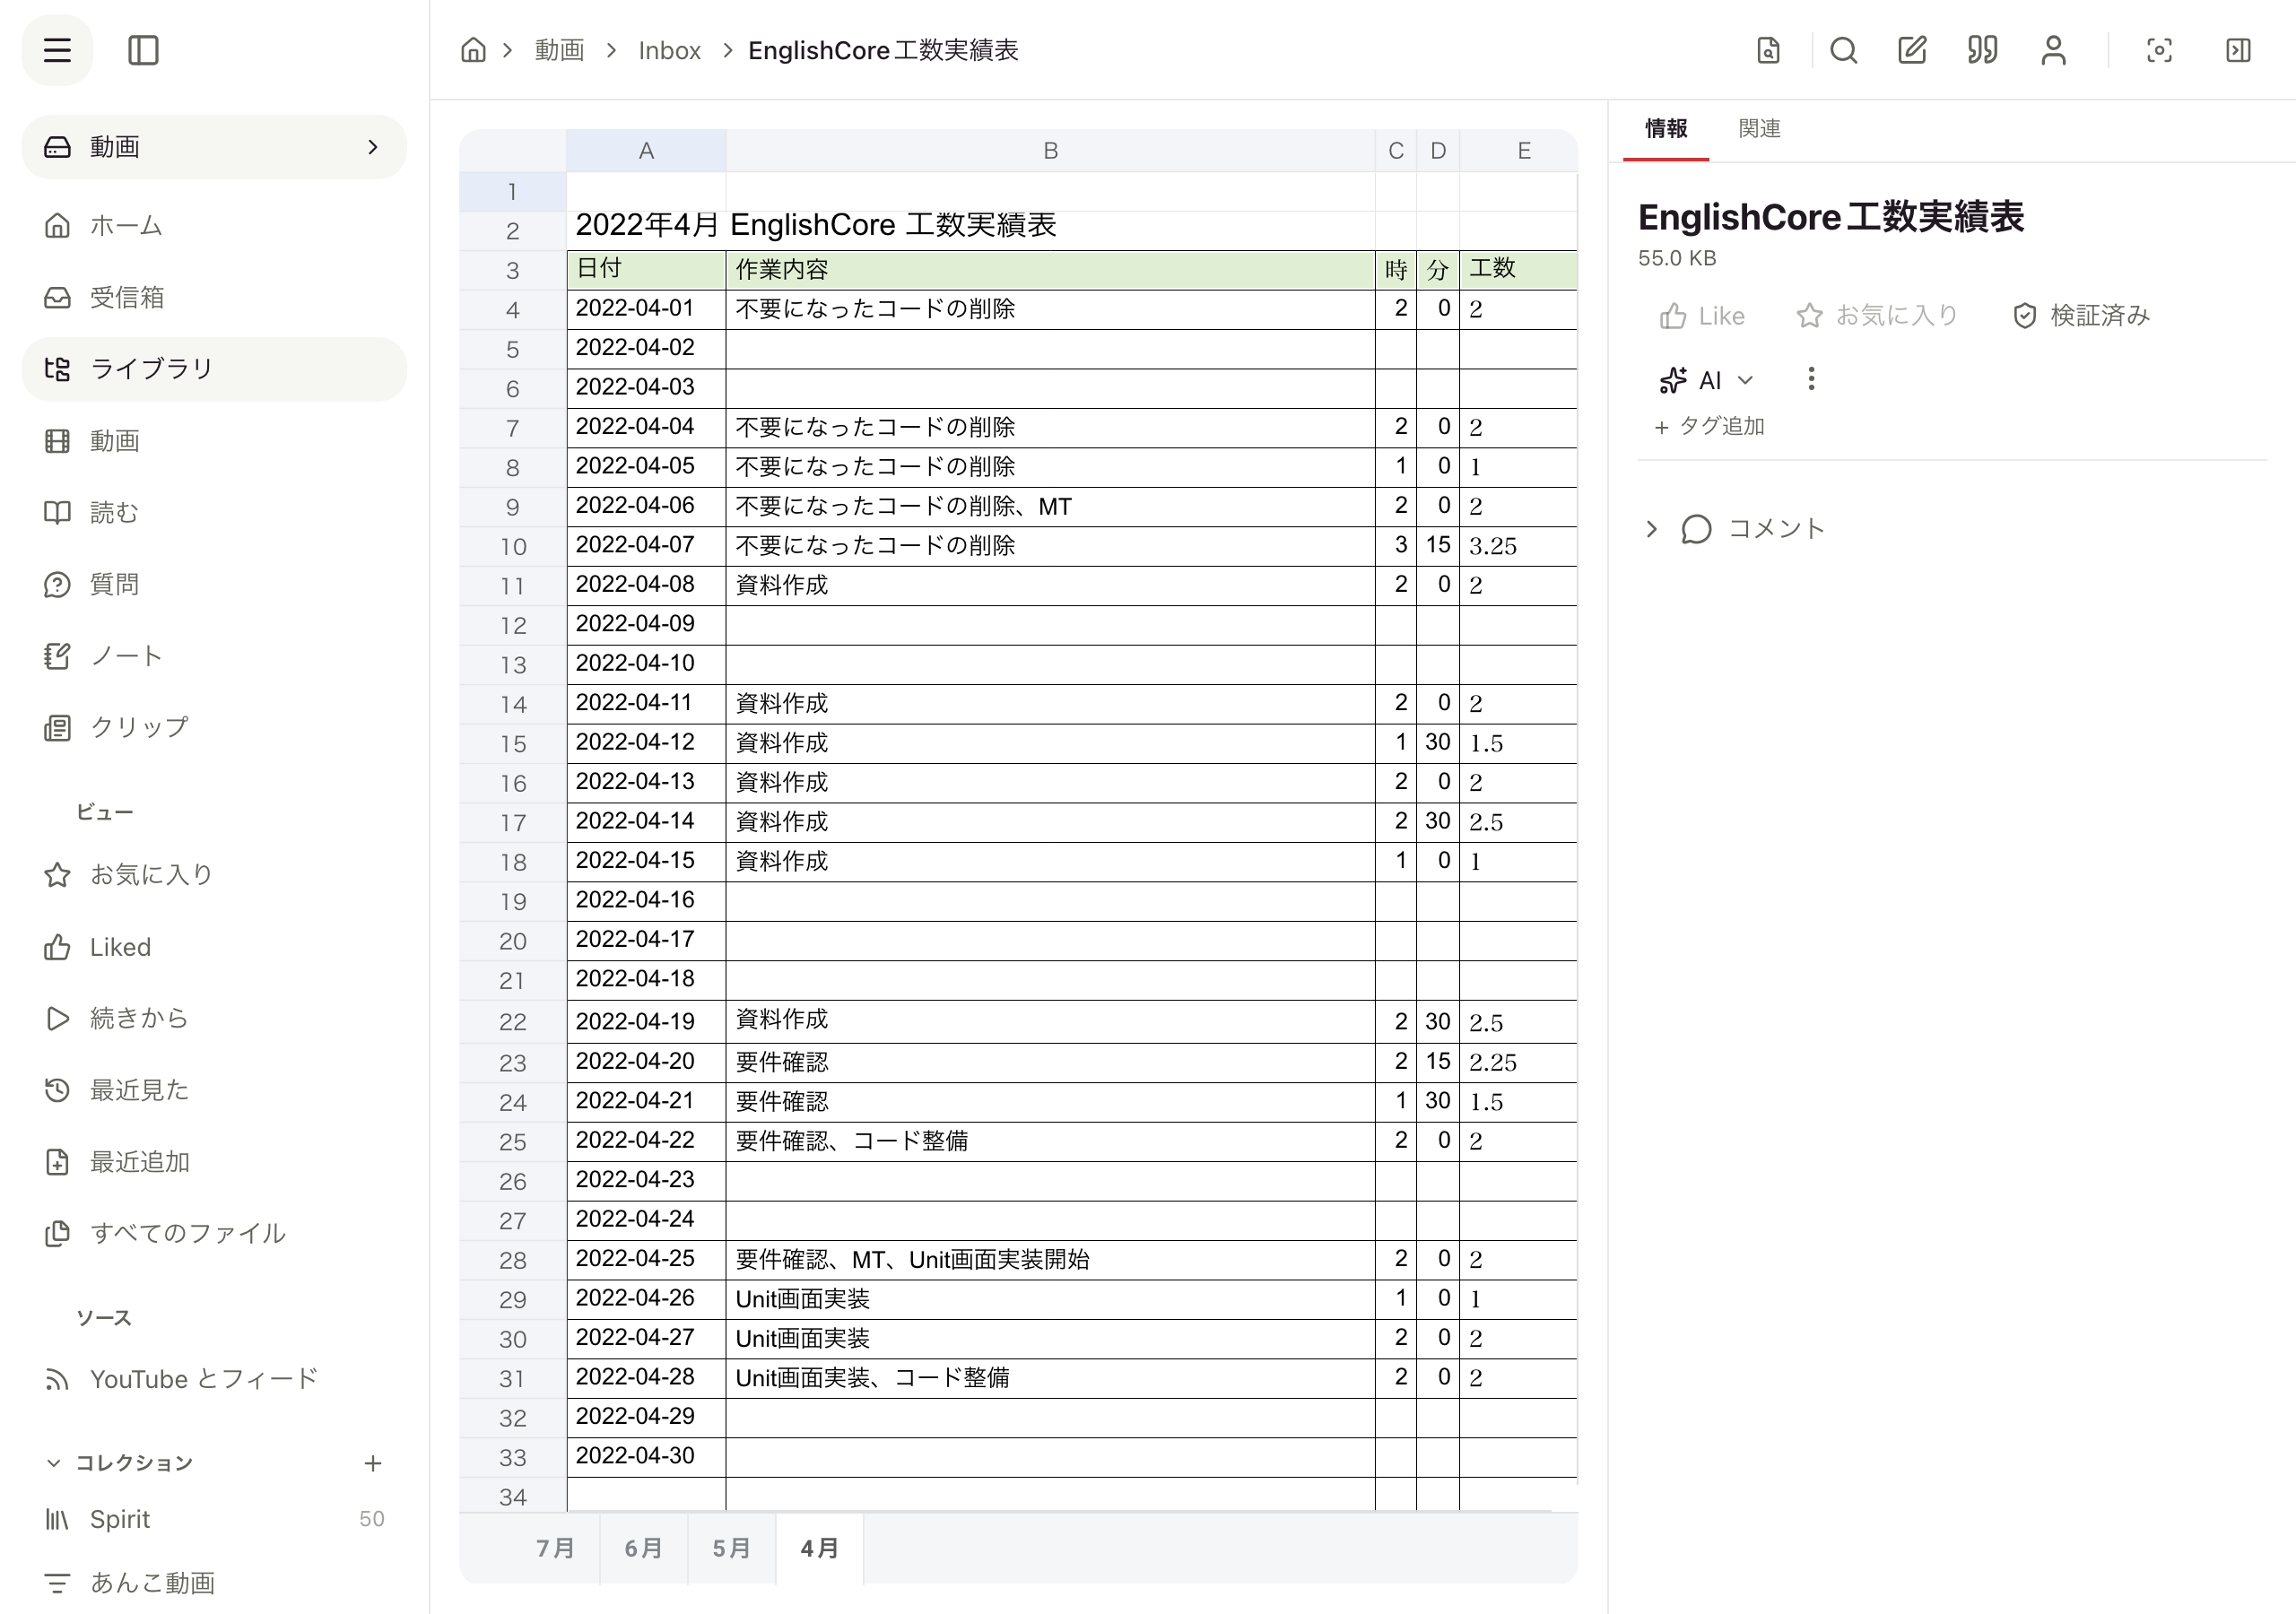 動画
ホーム
受信箱
ライブラリ
動画
読む
質問
ノート
クリップ
ビュー
お気に入り
Liked
続きから
最近見た
最近追加
すべてのファイル
ソース
YouTube とフィード
コレクション
Spirit 50
あんこ動画
動画 Inbox EnglishCore工数実績表
A B C D E
1
2 2022年4月 EnglishCore 工数実績表
3 日付 作業内容 時 分 工数
4 2022-04-01 不要になったコードの削除 2 0 2
5 2022-04-02
6 2022-04-03
7 2022-04-04 不要になったコードの削除 2 0 2
8 2022-04-05 不要になったコードの削除 1 0 1
9 2022-04-06 不要になったコードの削除、MT 2 0 2
10 2022-04-07 不要になったコードの削除 3 15 3.25
11 2022-04-08 資料作成 2 0 2
12 2022-04-09
13 2022-04-10
14 2022-04-11 資料作成 2 0 2
15 2022-04-12 資料作成 1 30 1.5
16 2022-04-13 資料作成 2 0 2
17 2022-04-14 資料作成 2 30 2.5
18 2022-04-15 資料作成 1 0 1
19 2022-04-16
20 2022-04-17
21 2022-04-18
22 2022-04-19 資料作成 2 30 2.5
23 2022-04-20 要件確認 2 15 2.25
24 2022-04-21 要件確認 1 30 1.5
25 2022-04-22 要件確認、コード整備 2 0 2
26 2022-04-23
27 2022-04-24
28 2022-04-25 要件確認、MT、Unit画面実装開始 2 0 2
29 2022-04-26 Unit画面実装 1 0 1
30 2022-04-27 Unit画面実装 2 0 2
31 2022-04-28 Unit画面実装、コード整備 2 0 2
32 2022-04-29
33 2022-04-30
34
7月 6月 5月 4月
情報 関連
EnglishCore工数実績表
55.0 KB
Like お気に入り 検証済み
AI
+ タグ追加
コメント